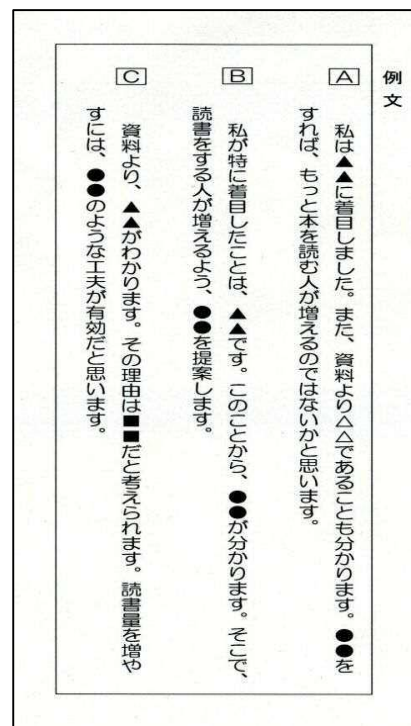 例文
A 私は▲▲に着目しました。また、資料より△△であることも分かります。●●を
すれば、もっと本を読む人が増えるのではないかと思います。
B 私が特に着目したことは、▲▲です。このことから、●●が分かります。そこで、
読書をする人が増えるよう、●●を提案します。
C 資料より、▲▲がわかります。その理由は■■だと考えられます。読書量を増や
すには、●●のような工夫が有効だと思います。